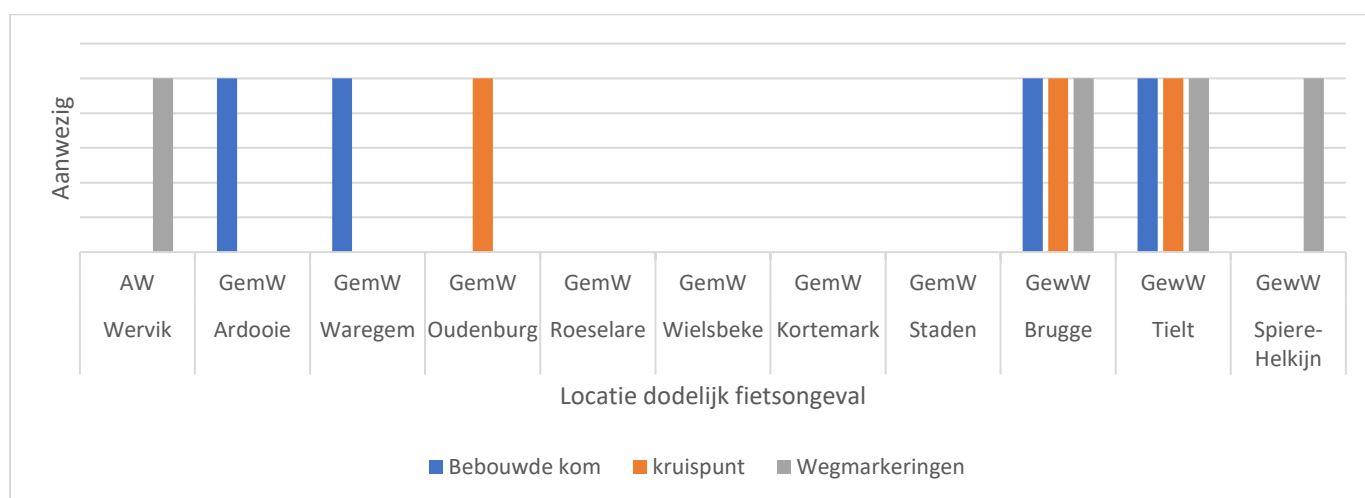 Aanwezig
AW GemW GemW GemW GemW GemW GemW GemW GewW GewW GewW
Wervik Ardooie Waregem Oudenburg Roeselare Wielsbeke Kortemark Staden Brugge Tielt Spiere-
Helkijn
Locatie dodelijk fietsongeval
Bebouwde kom kruispunt Wegmarkeringen